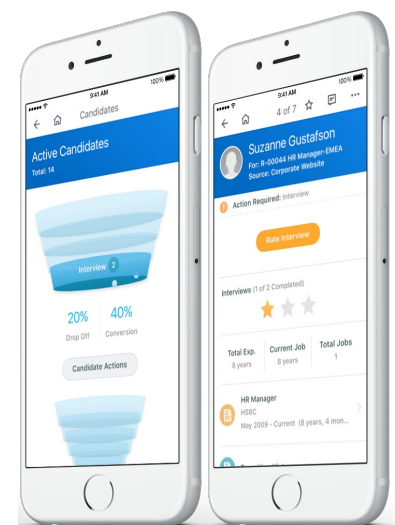 9:41 AM
100%
Candidates
Active Candidates
Total: 14
Interview 2
20%
40%
Drop Off
Conversion
Candidate Actions
9:41 AM
100%
4 of 7
Suzanne Gustafson
For: R-00044 HR Manager-EMEA
Source: Corporate Website
Action Required: Interview
Rate Interview
Interviews (1 of 2 Completed)
Total Exp.
Current Job
Total Jobs
8 years
8 years
1
HR Manager
HSBC
May 2009 - Current (8 years, 4 mon...